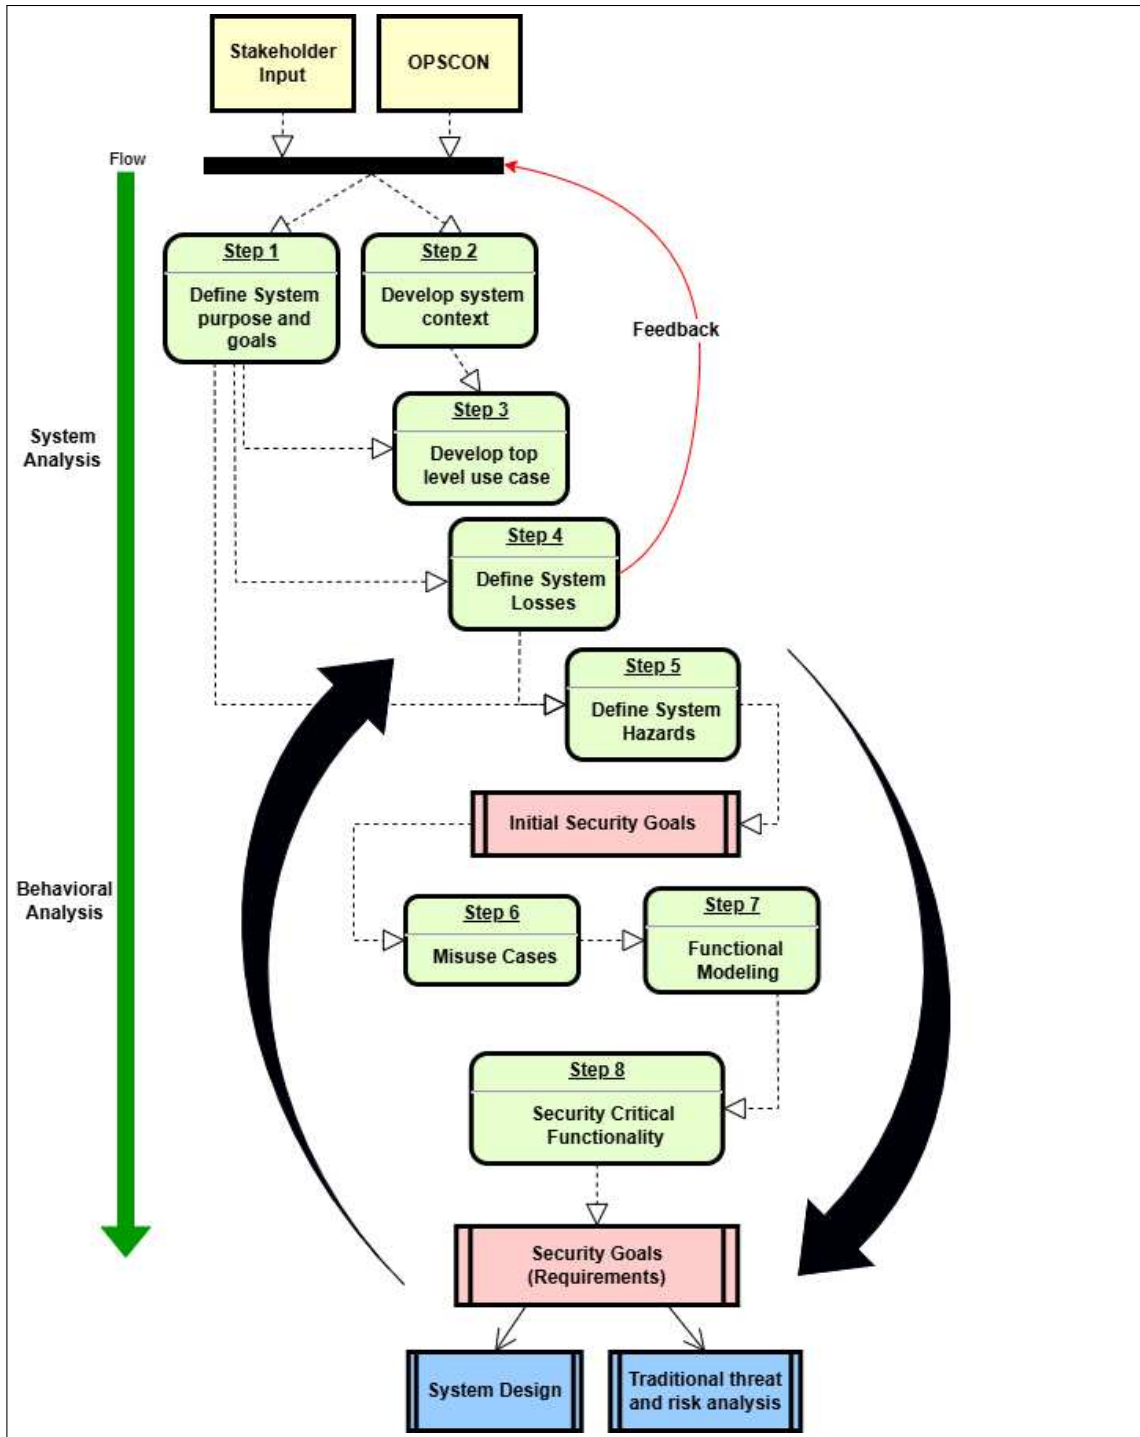 Stakeholder
Input
OPSCON
Flow
Step 1
Define System
purpose and
goals
Step 2
Develop system
context
Feedback
Step 3
Develop top
level use case
System
Analysis
Step 4
Define System
Losses
Step 5
Define System
Hazards
Initial Security Goals
Behavioral
Analysis
Step 6
Misuse Cases
Step 7
Functional
Modeling
Step 8
Security Critical
Functionality
Security Goals
(Requirements)
System Design
Traditional threat
and risk analysis